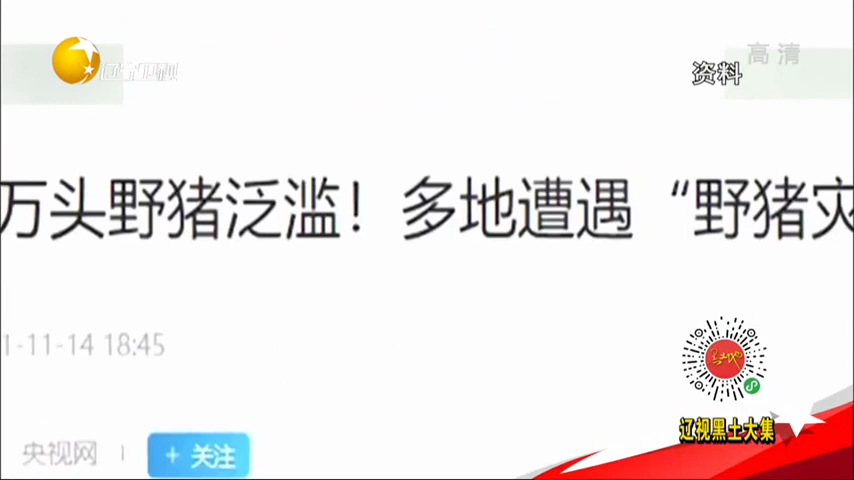 辽宁卫视
高清
资料
万头野猪泛滥！多地遭遇“野猪灾
1-11-14 18:45
央视网
+ 关注
辽视黑土大集